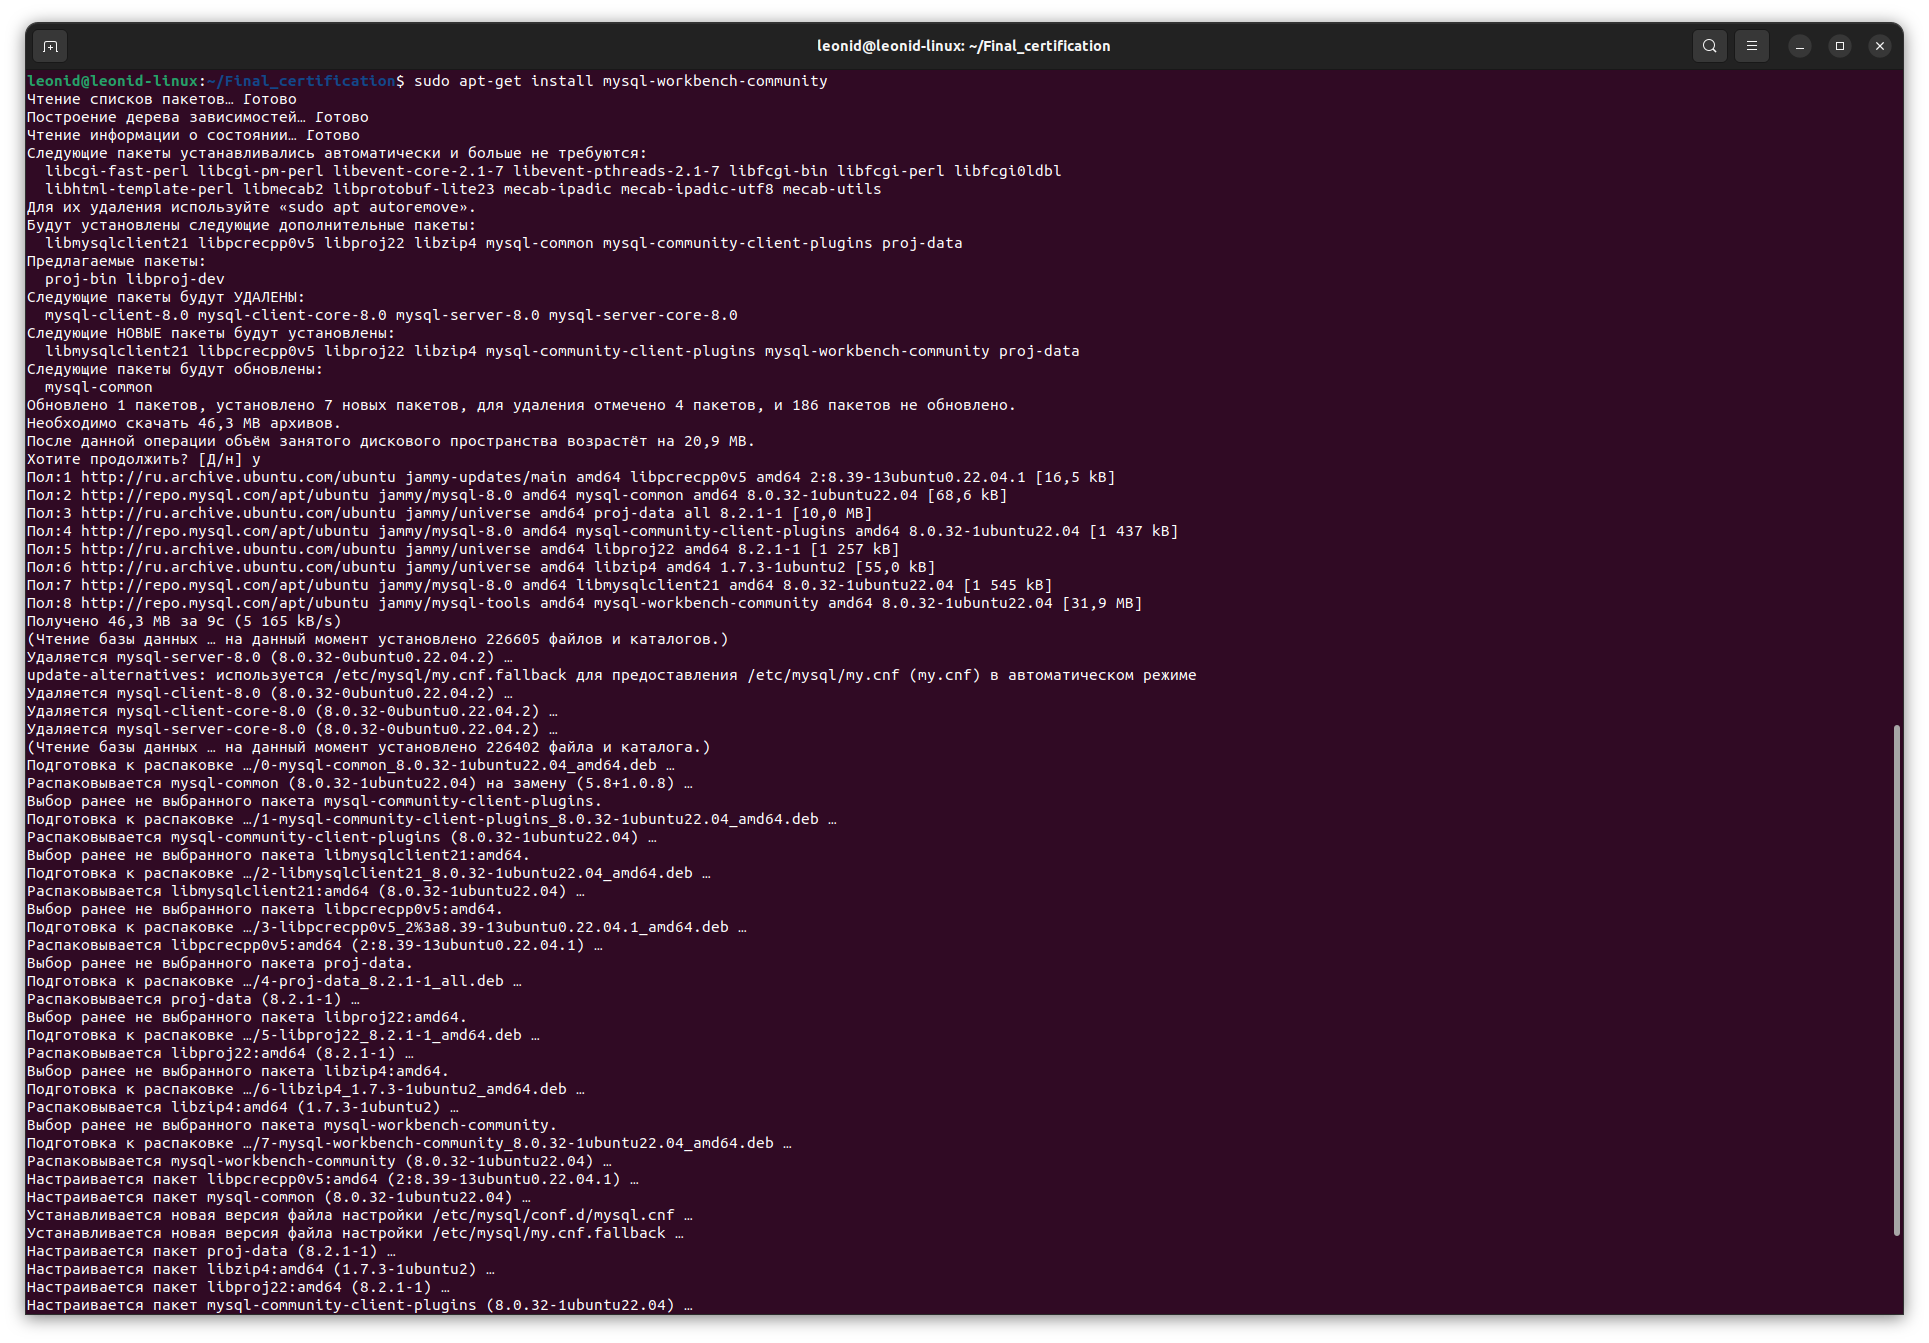 leonid@leonid-linux: ~/Final_certification
leonid@leonid-linux:~/Final_certification$ sudo apt-get install mysql-workbench-community
Чтение списков пакетов… Готово
Построение дерева зависимостей… Готово
Чтение информации о состоянии… Готово
Следующие пакеты устанавливались автоматически и больше не требуются:
  libcgi-fast-perl libcgi-pm-perl libevent-core-2.1-7 libevent-pthreads-2.1-7 libfcgi-bin libfcgi-perl libfcgi0ldbl
  libhtml-template-perl libmecab2 libprotobuf-lite23 mecab-ipadic mecab-ipadic-utf8 mecab-utils
Для их удаления используйте «sudo apt autoremove».
Будут установлены следующие дополнительные пакеты:
  libmysqlclient21 libpcrecpp0v5 libproj22 libzip4 mysql-common mysql-community-client-plugins proj-data
Предлагаемые пакеты:
  proj-bin libproj-dev
Следующие пакеты будут УДАЛЕНЫ:
  mysql-client-8.0 mysql-client-core-8.0 mysql-server-8.0 mysql-server-core-8.0
Следующие НОВЫЕ пакеты будут установлены:
  libmysqlclient21 libpcrecpp0v5 libproj22 libzip4 mysql-community-client-plugins mysql-workbench-community proj-data
Следующие пакеты будут обновлены:
  mysql-common
Обновлено 1 пакетов, установлено 7 новых пакетов, для удаления отмечено 4 пакетов, и 186 пакетов не обновлено.
Необходимо скачать 46,3 MB архивов.
После данной операции объём занятого дискового пространства возрастёт на 20,9 MB.
Хотите продолжить? [Д/н] y
Пол:1 http://ru.archive.ubuntu.com/ubuntu jammy-updates/main amd64 libpcrecpp0v5 amd64 2:8.39-13ubuntu0.22.04.1 [16,5 kB]
Пол:2 http://repo.mysql.com/apt/ubuntu jammy/mysql-8.0 amd64 mysql-common amd64 8.0.32-1ubuntu22.04 [68,6 kB]
Пол:3 http://ru.archive.ubuntu.com/ubuntu jammy/universe amd64 proj-data all 8.2.1-1 [10,0 MB]
Пол:4 http://repo.mysql.com/apt/ubuntu jammy/mysql-8.0 amd64 mysql-community-client-plugins amd64 8.0.32-1ubuntu22.04 [1 437 kB]
Пол:5 http://ru.archive.ubuntu.com/ubuntu jammy/universe amd64 libproj22 amd64 8.2.1-1 [1 257 kB]
Пол:6 http://ru.archive.ubuntu.com/ubuntu jammy/universe amd64 libzip4 amd64 1.7.3-1ubuntu2 [55,0 kB]
Пол:7 http://repo.mysql.com/apt/ubuntu jammy/mysql-8.0 amd64 libmysqlclient21 amd64 8.0.32-1ubuntu22.04 [1 545 kB]
Пол:8 http://repo.mysql.com/apt/ubuntu jammy/mysql-tools amd64 mysql-workbench-community amd64 8.0.32-1ubuntu22.04 [31,9 MB]
Получено 46,3 MB за 9с (5 165 kB/s)
(Чтение базы данных … на данный момент установлено 226605 файлов и каталогов.)
Удаляется mysql-server-8.0 (8.0.32-0ubuntu0.22.04.2) …
update-alternatives: используется /etc/mysql/my.cnf.fallback для предоставления /etc/mysql/my.cnf (my.cnf) в автоматическом режиме
Удаляется mysql-client-8.0 (8.0.32-0ubuntu0.22.04.2) …
Удаляется mysql-client-core-8.0 (8.0.32-0ubuntu0.22.04.2) …
Удаляется mysql-server-core-8.0 (8.0.32-0ubuntu0.22.04.2) …
(Чтение базы данных … на данный момент установлено 226402 файла и каталога.)
Подготовка к распаковке …/0-mysql-common_8.0.32-1ubuntu22.04_amd64.deb …
Распаковывается mysql-common (8.0.32-1ubuntu22.04) на замену (5.8+1.0.8) …
Выбор ранее не выбранного пакета mysql-community-client-plugins.
Подготовка к распаковке …/1-mysql-community-client-plugins_8.0.32-1ubuntu22.04_amd64.deb …
Распаковывается mysql-community-client-plugins (8.0.32-1ubuntu22.04) …
Выбор ранее не выбранного пакета libmysqlclient21:amd64.
Подготовка к распаковке …/2-libmysqlclient21_8.0.32-1ubuntu22.04_amd64.deb …
Распаковывается libmysqlclient21:amd64 (8.0.32-1ubuntu22.04) …
Выбор ранее не выбранного пакета libpcrecpp0v5:amd64.
Подготовка к распаковке …/3-libpcrecpp0v5_2%3a8.39-13ubuntu0.22.04.1_amd64.deb …
Распаковывается libpcrecpp0v5:amd64 (2:8.39-13ubuntu0.22.04.1) …
Выбор ранее не выбранного пакета proj-data.
Подготовка к распаковке …/4-proj-data_8.2.1-1_all.deb …
Распаковывается proj-data (8.2.1-1) …
Выбор ранее не выбранного пакета libproj22:amd64.
Подготовка к распаковке …/5-libproj22_8.2.1-1_amd64.deb …
Распаковывается libproj22:amd64 (8.2.1-1) …
Выбор ранее не выбранного пакета libzip4:amd64.
Подготовка к распаковке …/6-libzip4_1.7.3-1ubuntu2_amd64.deb …
Распаковывается libzip4:amd64 (1.7.3-1ubuntu2) …
Выбор ранее не выбранного пакета mysql-workbench-community.
Подготовка к распаковке …/7-mysql-workbench-community_8.0.32-1ubuntu22.04_amd64.deb …
Распаковывается mysql-workbench-community (8.0.32-1ubuntu22.04) …
Настраивается пакет libpcrecpp0v5:amd64 (2:8.39-13ubuntu0.22.04.1) …
Настраивается пакет mysql-common (8.0.32-1ubuntu22.04) …
Устанавливается новая версия файла настройки /etc/mysql/conf.d/mysql.cnf …
Устанавливается новая версия файла настройки /etc/mysql/my.cnf.fallback …
Настраивается пакет proj-data (8.2.1-1) …
Настраивается пакет libzip4:amd64 (1.7.3-1ubuntu2) …
Настраивается пакет libproj22:amd64 (8.2.1-1) …
Настраивается пакет mysql-community-client-plugins (8.0.32-1ubuntu22.04) …